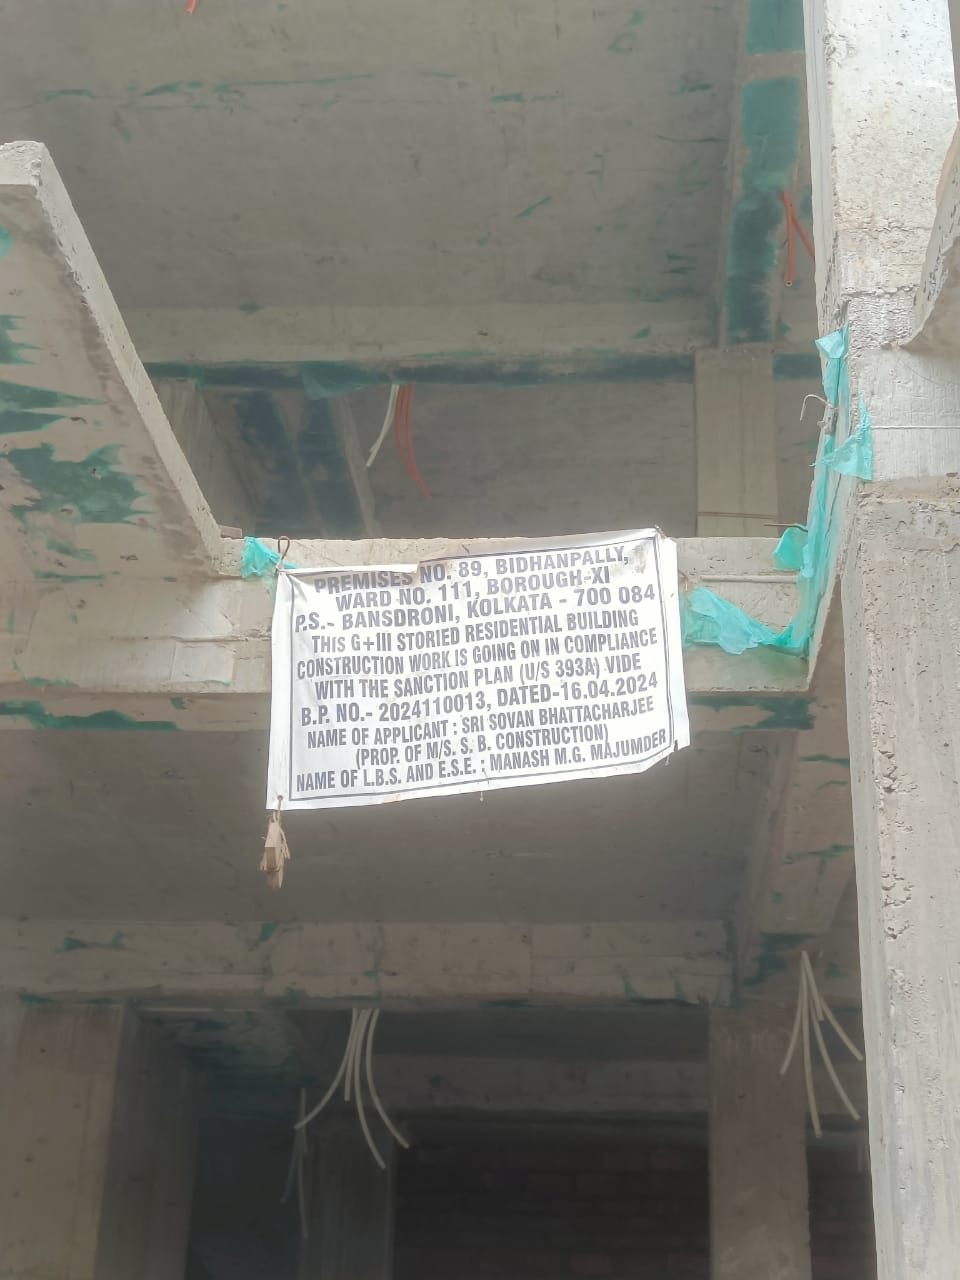 PREMISES NO. 89, BIDHANPALLY,
WARD NO. 111, BOROUGH-XI
P.S.- BANSDRONI, KOLKATA - 700 084
THIS G+III STORIED RESIDENTIAL BUILDING
CONSTRUCTION WORK IS GOING ON IN COMPLIANCE
WITH THE SANCTION PLAN (U/S 393A) VIDE
B.P. NO.- 2024110013, DATED-16.04.2024
NAME OF APPLICANT : SRI SOVAN BHATTACHARJEE
(PROP. OF M/S. S. B. CONSTRUCTION)
NAME OF L.B.S. AND E.S.E. : MANASH M.G. MAJUMDER